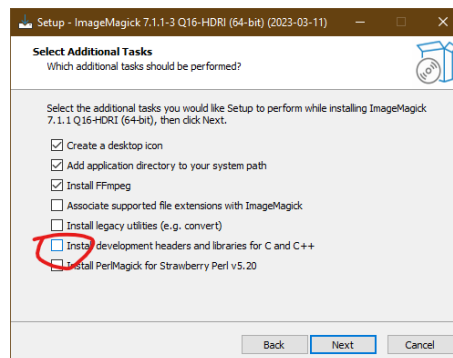 Setup - ImageMagick 7.1.1-3 Q16-HDRI (64-bit) (2023-03-11)
Select Additional Tasks
Which additional tasks should be performed?
Select the additional tasks you would like Setup to perform while installing ImageMagick
7.1.1 Q16-HDRI (64-bit), then click Next.
Create a desktop icon
Add application directory to your system path
Install FFmpeg
Associate supported file extensions with ImageMagick
Install legacy utilities (e.g. convert)
Install development headers and libraries for C and C++
Install PerlMagick for Strawberry Perl v5.20
Back Next Cancel